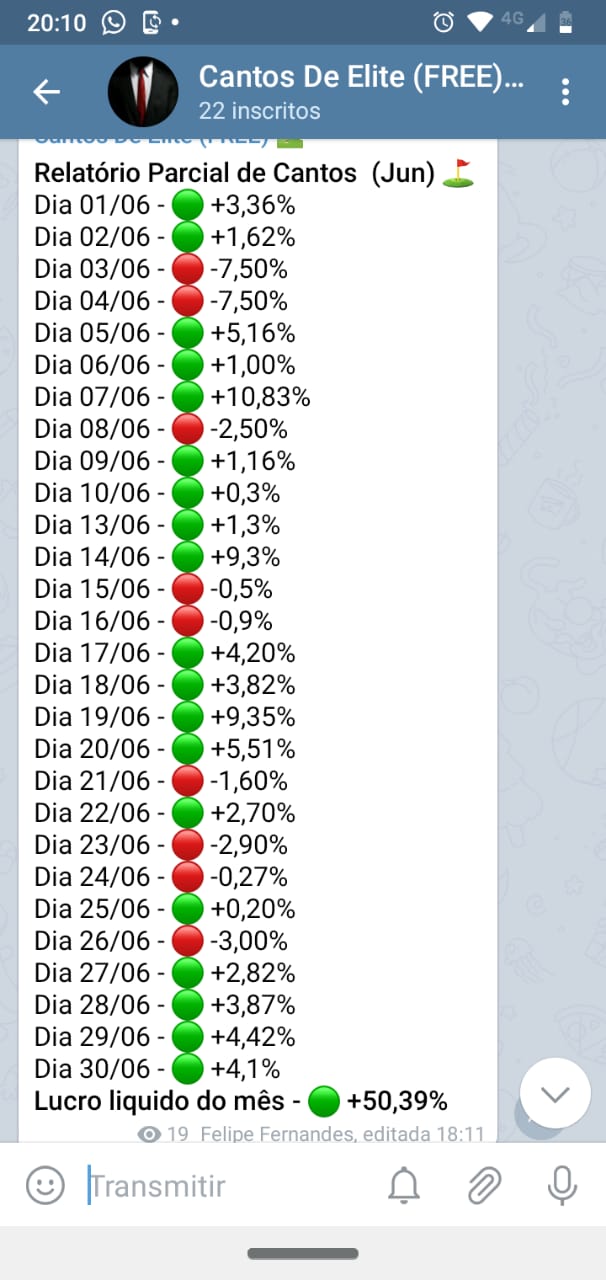 20:10
4G
36
Cantos De Elite (FREE)...
22 inscritos
Cantos De Elite (FREE)
Relatório Parcial de Cantos (Jun)
Dia 01/06 - +3,36%
Dia 02/06 - +1,62%
Dia 03/06 - -7,50%
Dia 04/06 - -7,50%
Dia 05/06 - +5,16%
Dia 06/06 - +1,00%
Dia 07/06 - +10,83%
Dia 08/06 - -2,50%
Dia 09/06 - +1,16%
Dia 10/06 - +0,3%
Dia 13/06 - +1,3%
Dia 14/06 - +9,3%
Dia 15/06 - -0,5%
Dia 16/06 - -0,9%
Dia 17/06 - +4,20%
Dia 18/06 - +3,82%
Dia 19/06 - +9,35%
Dia 20/06 - +5,51%
Dia 21/06 - -1,60%
Dia 22/06 - +2,70%
Dia 23/06 - -2,90%
Dia 24/06 - -0,27%
Dia 25/06 - +0,20%
Dia 26/06 - -3,00%
Dia 27/06 - +2,82%
Dia 28/06 - +3,87%
Dia 29/06 - +4,42%
Dia 30/06 - +4,1%
Lucro liquido do mês - +50,39%
19 Felipe Fernandes, editada 18:11
Transmitir